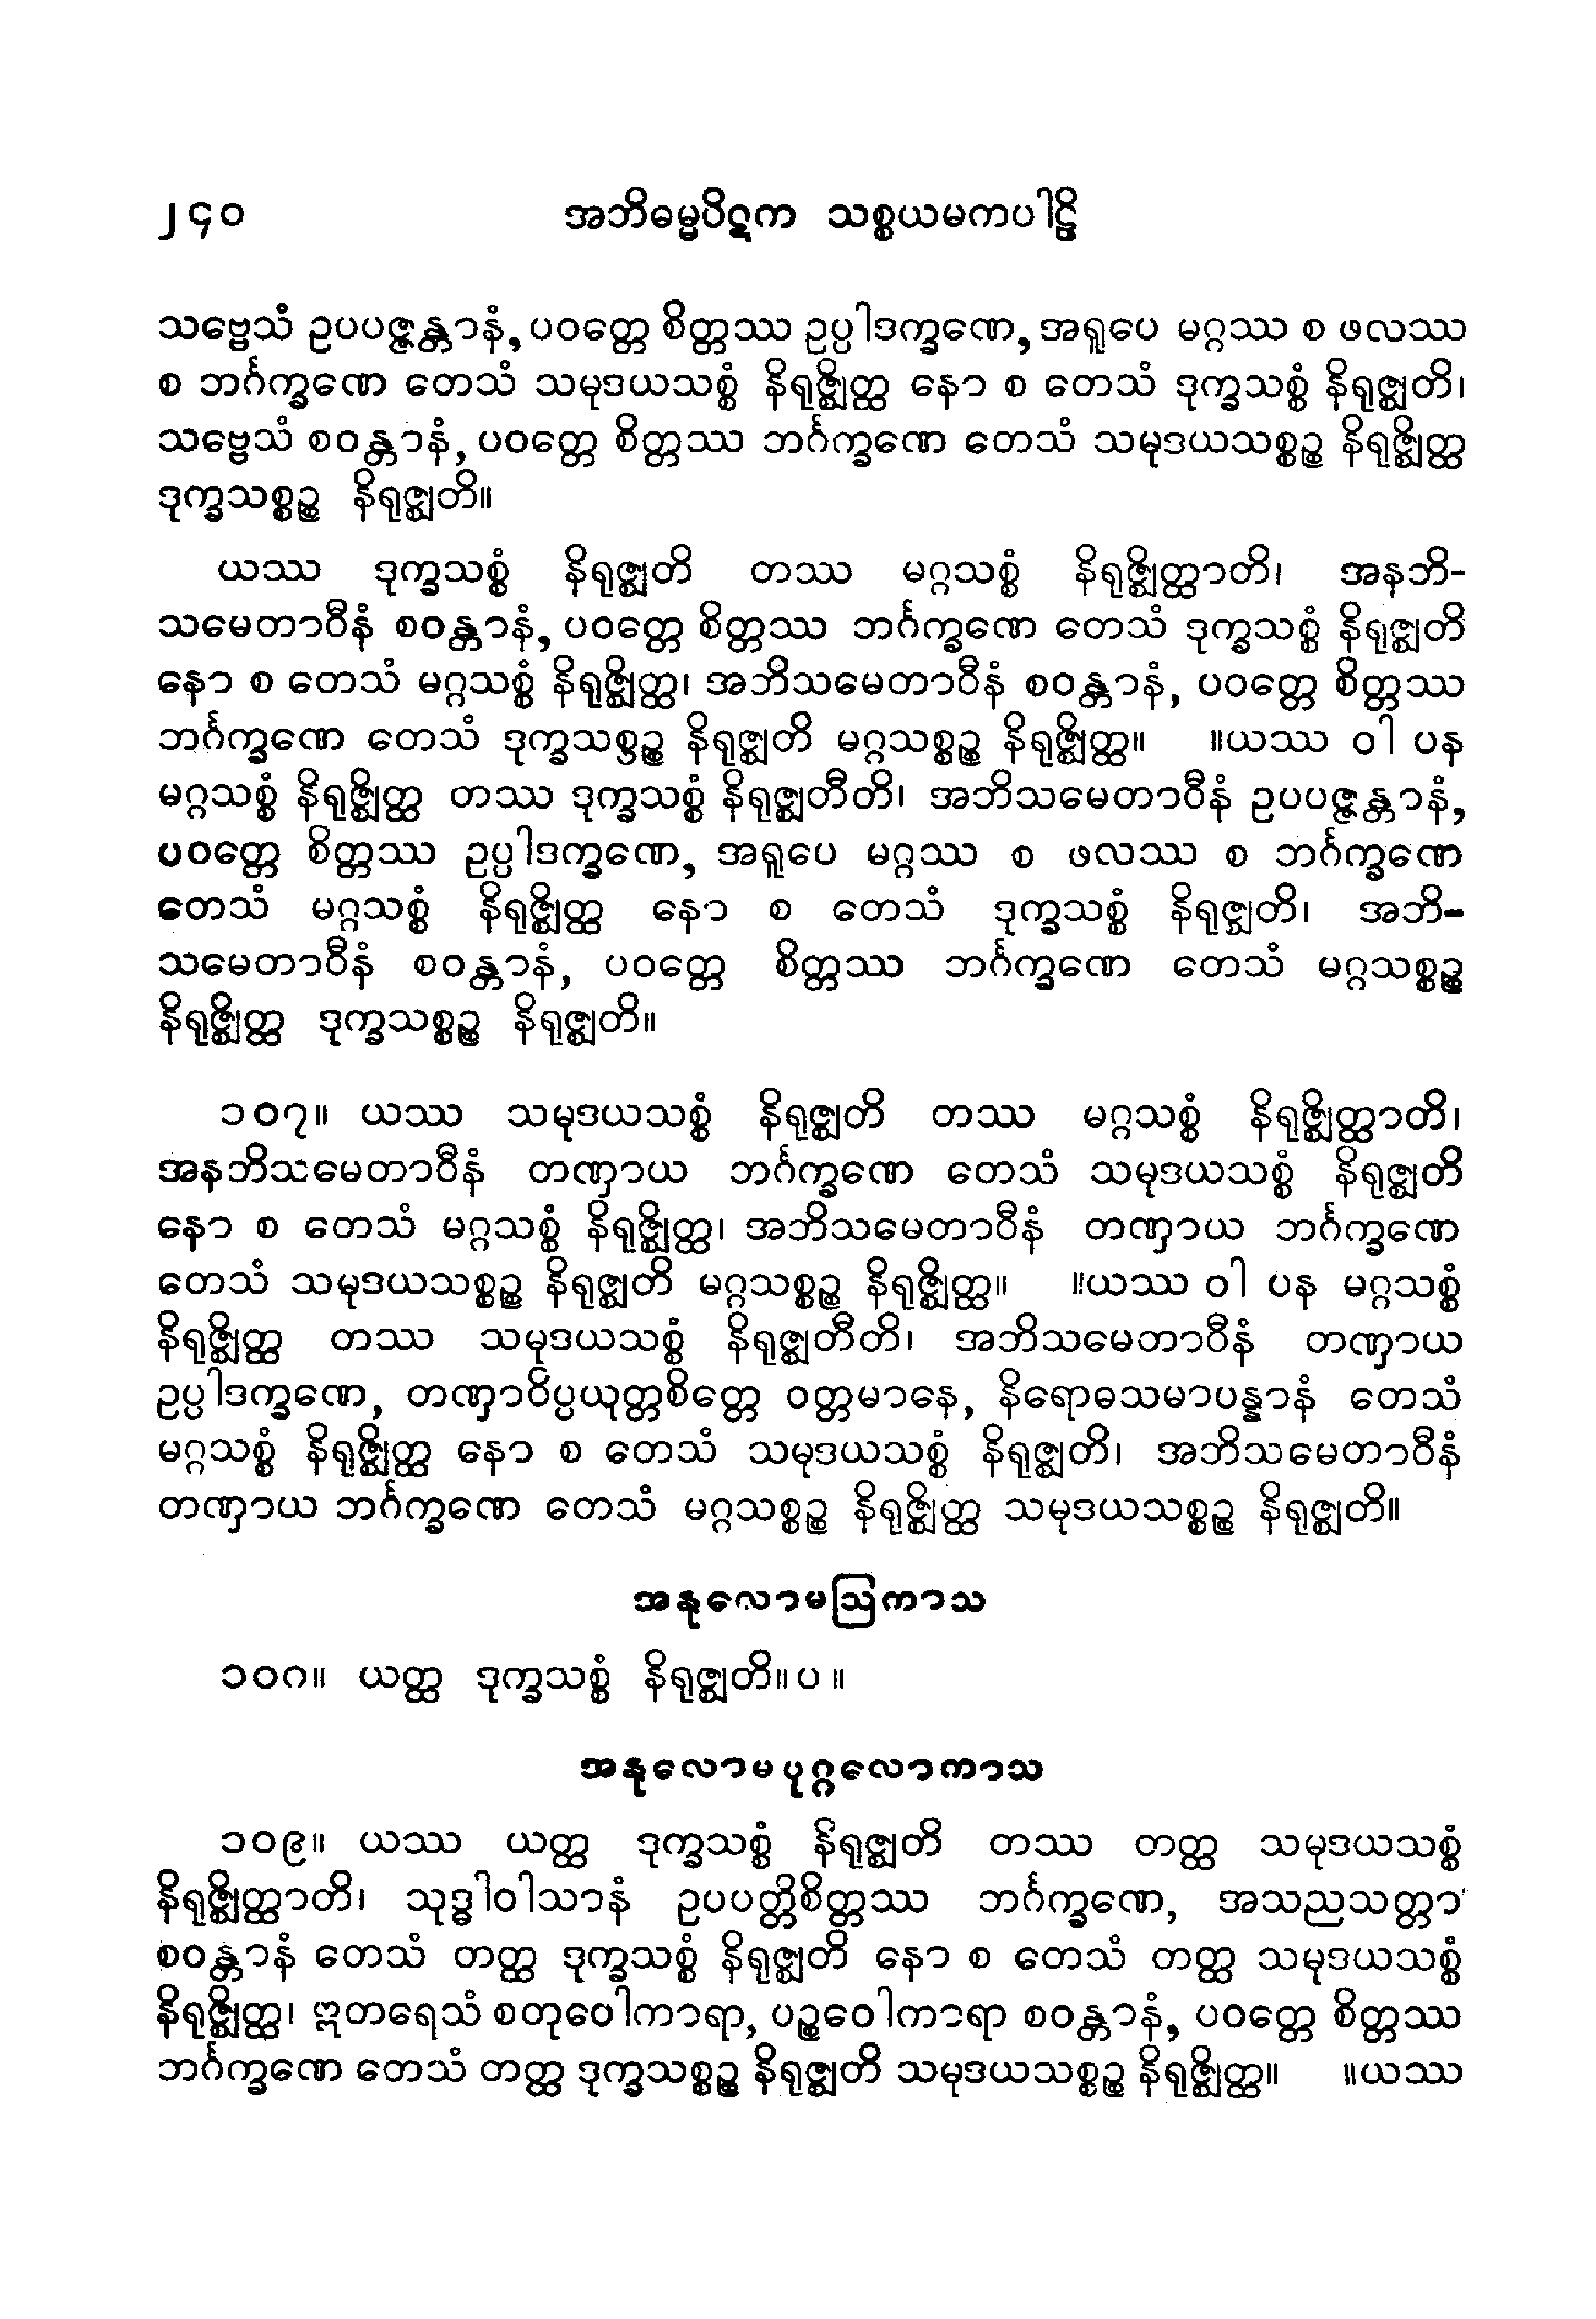 ၂၄၀ အဘိဓမ္မပိဋက သစ္စယမကပါဠိ
သဗ္ဗေသံ ဥပပဇ္ဇန္တာနံ, ပဝတ္တေ စိတ္တဿ ဥပ္ပါဒက္ခဏေ, အရူပေ မဂ္ဂဿ စ ဖလဿ
စ ဘင်္ဂက္ခဏေ တေသံ သမုဒယသစ္စံ နိရုဇ္ဈိတ္ထ နော စ တေသံ ဒုက္ခသစ္စံ နိရုဇ္ဈတိ၊
သဗ္ဗေသံ စဝန္တာနံ, ပဝတ္တေ စိတ္တဿ ဘင်္ဂက္ခဏေ တေသံ သမုဒယသစ္စဉ္စ နိရုဇ္ဈိတ္ထ
ဒုက္ခသစ္စဉ္စ နိရုဇ္ဈတိ။
ယဿ ဒုက္ခသစ္စံ နိရုဇ္ဈတိ တဿ မဂ္ဂသစ္စံ နိရုဇ္ဈိတ္ထာတိ၊ အနဘိ-
သမေတာဝီနံ စဝန္တာနံ, ပဝတ္တေ စိတ္တဿ ဘင်္ဂက္ခဏေ တေသံ ဒုက္ခသစ္စံ နိရုဇ္ဈတိ
နော စ တေသံ မဂ္ဂသစ္စံ နိရုဇ္ဈိတ္ထ၊ အဘိသမေတာဝီနံ စဝန္တာနံ, ပဝတ္တေ စိတ္တဿ
ဘင်္ဂက္ခဏေ တေသံ ဒုက္ခသစ္စဉ္စ နိရုဇ္ဈတိ မဂ္ဂသစ္စဉ္စ နိရုဇ္ဈိတ္ထ။ ။ယဿ ဝါ ပန
မဂ္ဂသစ္စံ နိရုဇ္ဈိတ္ထ တဿ ဒုက္ခသစ္စံ နိရုဇ္ဈတီတိ၊ အဘိသမေတာဝီနံ ဥပပဇ္ဇန္တာနံ,
ပဝတ္တေ စိတ္တဿ ဥပ္ပါဒက္ခဏေ, အရူပေ မဂ္ဂဿ စ ဖလဿ စ ဘင်္ဂက္ခဏေ
တေသံ မဂ္ဂသစ္စံ နိရုဇ္ဈိတ္ထ နော စ တေသံ ဒုက္ခသစ္စံ နိရုဇ္ဈတိ၊ အဘိ-
သမေတာဝီနံ စဝန္တာနံ, ပဝတ္တေ စိတ္တဿ ဘင်္ဂက္ခဏေ တေသံ မဂ္ဂသစ္စဉ္စ
နိရုဇ္ဈိတ္ထ ဒုက္ခသစ္စဉ္စ နိရုဇ္ဈတိ။
၁၀၇။ ယဿ သမုဒယသစ္စံ နိရုဇ္ဈတိ တဿ မဂ္ဂသစ္စံ နိရုဇ္ဈိတ္ထာတိ၊
အနဘိသမေတာဝီနံ တဏှာယ ဘင်္ဂက္ခဏေ တေသံ သမုဒယသစ္စံ နိရုဇ္ဈတိ
နော စ တေသံ မဂ္ဂသစ္စံ နိရုဇ္ဈိတ္ထ၊ အဘိသမေတာဝီနံ တဏှာယ ဘင်္ဂက္ခဏေ
တေသံ သမုဒယသစ္စဉ္စ နိရုဇ္ဈတိ မဂ္ဂသစ္စဉ္စ နိရုဇ္ဈိတ္ထ။ ။ယဿ ဝါ ပန မဂ္ဂသစ္စံ
နိရုဇ္ဈိတ္ထ တဿ သမုဒယသစ္စံ နိရုဇ္ဈတီတိ၊ အဘိသမေတာဝီနံ တဏှာယ
ဥပ္ပါဒက္ခဏေ, တဏှာဝိပ္ပယုတ္တစိတ္တေ ဝတ္တမာနေ, နိရောဓသမာပန္နာနံ တေသံ
မဂ္ဂသစ္စံ နိရုဇ္ဈိတ္ထ နော စ တေသံ သမုဒယသစ္စံ နိရုဇ္ဈတိ၊ အဘိသမေတာဝီနံ
တဏှာယ ဘင်္ဂက္ခဏေ တေသံ မဂ္ဂသစ္စဉ္စ နိရုဇ္ဈိတ္ထ သမုဒယသစ္စဉ္စ နိရုဇ္ဈတိ။
အနုလောမဩကာသ
၁၀ဂ။ ယတ္ထ ဒုက္ခသစ္စံ နိရုဇ္ဈတိ။ ပ ။
အနုလောမပုဂ္ဂလောကာသ
၁၀၉။ ယဿ ယတ္ထ ဒုက္ခသစ္စံ နိရုဇ္ဈတိ တဿ တတ္ထ သမုဒယသစ္စံ
နိရုဇ္ဈိတ္ထာတိ၊ သုဒ္ဓါဝါသာနံ ဥပပတ္တိစိတ္တဿ ဘင်္ဂက္ခဏေ, အသညသတ္တာ
စဝန္တာနံ တေသံ တတ္ထ ဒုက္ခသစ္စံ နိရုဇ္ဈတိ နော စ တေသံ တတ္ထ သမုဒယသစ္စံ
နိရုဇ္ဈိတ္ထ၊ ဣတရေသံ စတုဝေါကာရာ, ပဉ္စဝေါကာရာ စဝန္တာနံ, ပဝတ္တေ စိတ္တဿ
ဘင်္ဂက္ခဏေ တေသံ တတ္ထ ဒုက္ခသစ္စဉ္စ နိရုဇ္ဈတိ သမုဒယသစ္စဉ္စ နိရုဇ္ဈိတ္ထ။ ။ယဿ